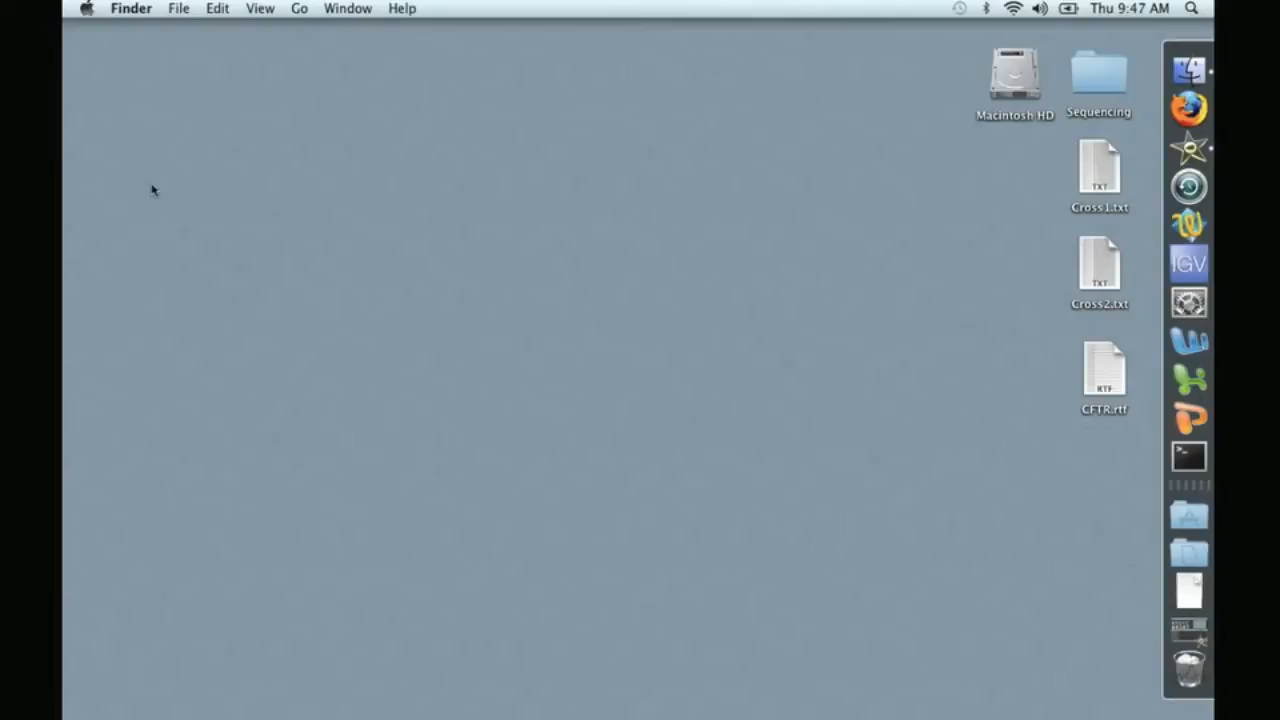 Finder File Edit View Go Window Help Thu 9:47 AM
Macintosh HD
Sequencing
TXT
Cross1.txt
TXT
Cross2.txt
RTF
CFTR.rtf
IGV